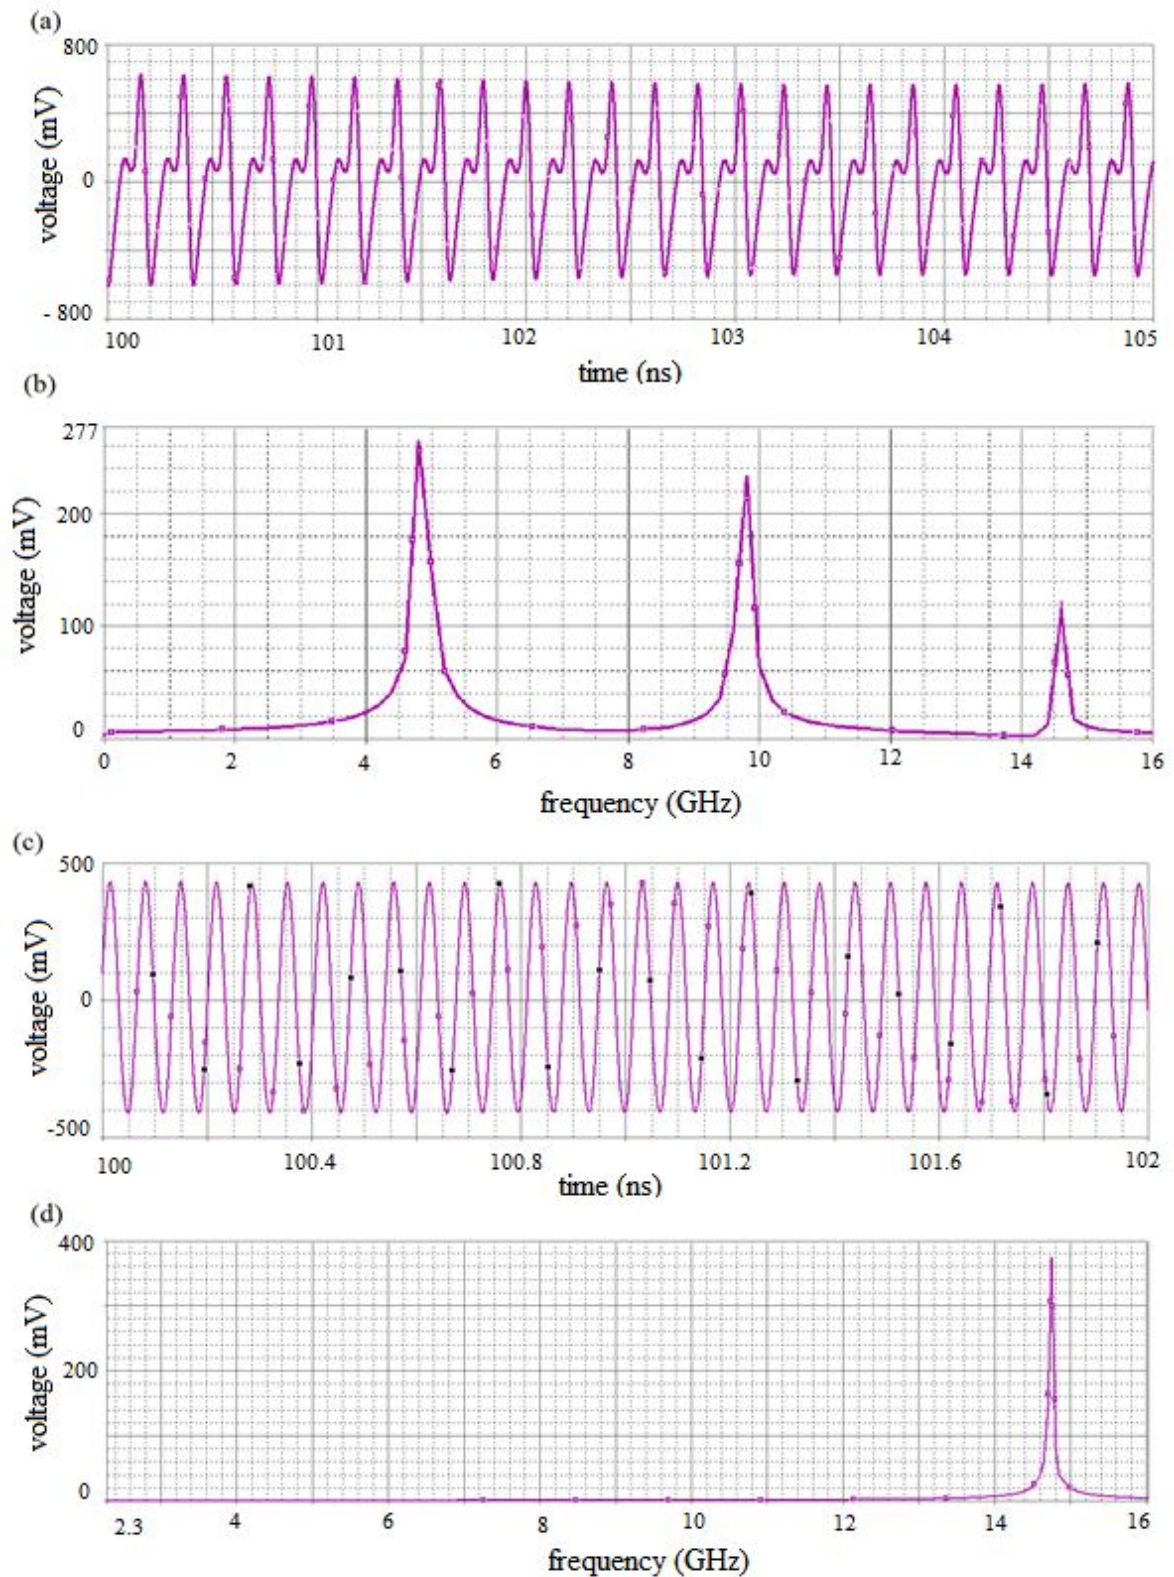 (a)
800
voltage (mV)
0
- 800
100 101 102 103 104 105
time (ns)
(b)
277
voltage (mV)
200
100
0
0 2 4 6 8 10 12 14 16
frequency (GHz)
(c)
500
voltage (mV)
0
-500
100 100.4 100.8 101.2 101.6 102
time (ns)
(d)
400
voltage (mV)
200
0
2.3 4 6 8 10 12 14 16
frequency (GHz)